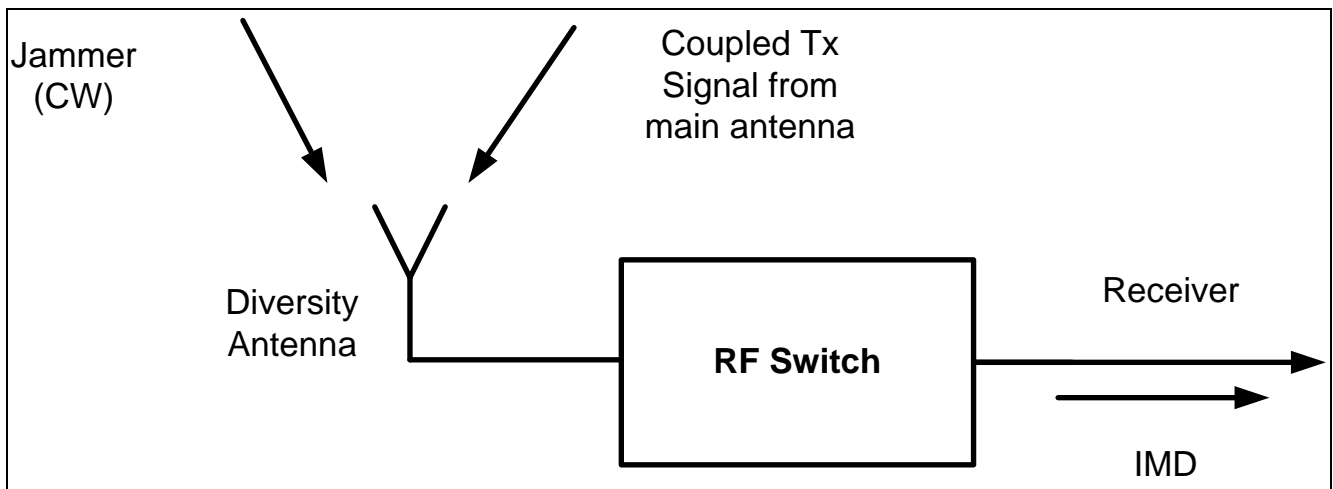 Jammer
(CW)
Coupled Tx
Signal from
main antenna
Diversity
Antenna
RF Switch
Receiver
IMD